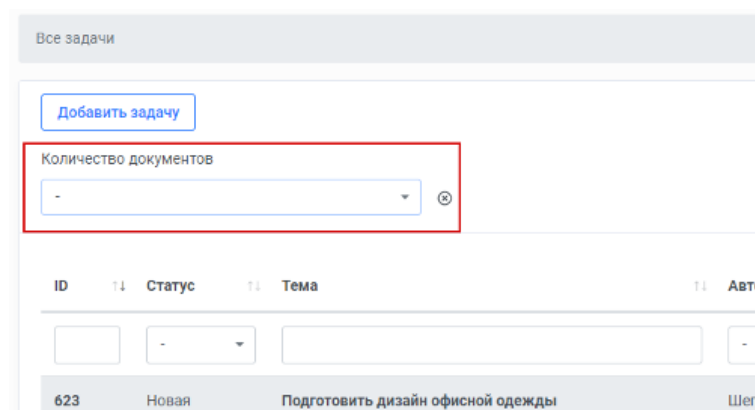 Все задачи
Добавить задачу
Количество документов
-
ID Статус Тема
-
-
623 Новая Подготовить дизайн офисной одежды